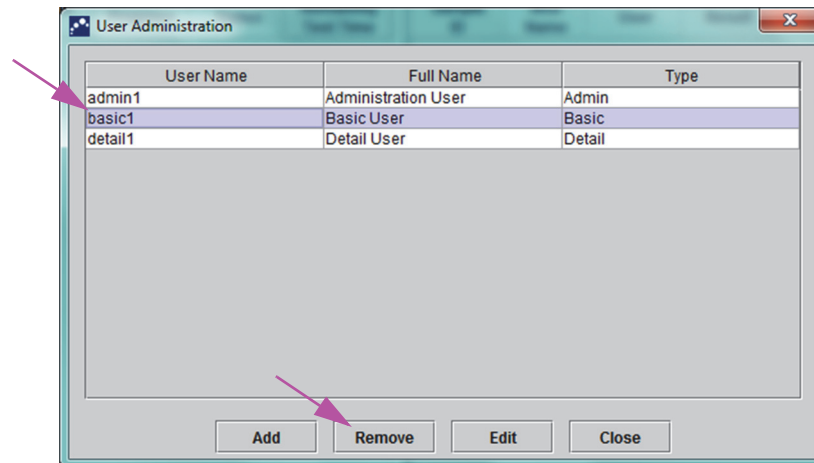 User Administration
User Name Full Name Type
admin1 Administration User Admin
basic1 Basic User Basic
detail1 Detail User Detail
Add Remove Edit Close